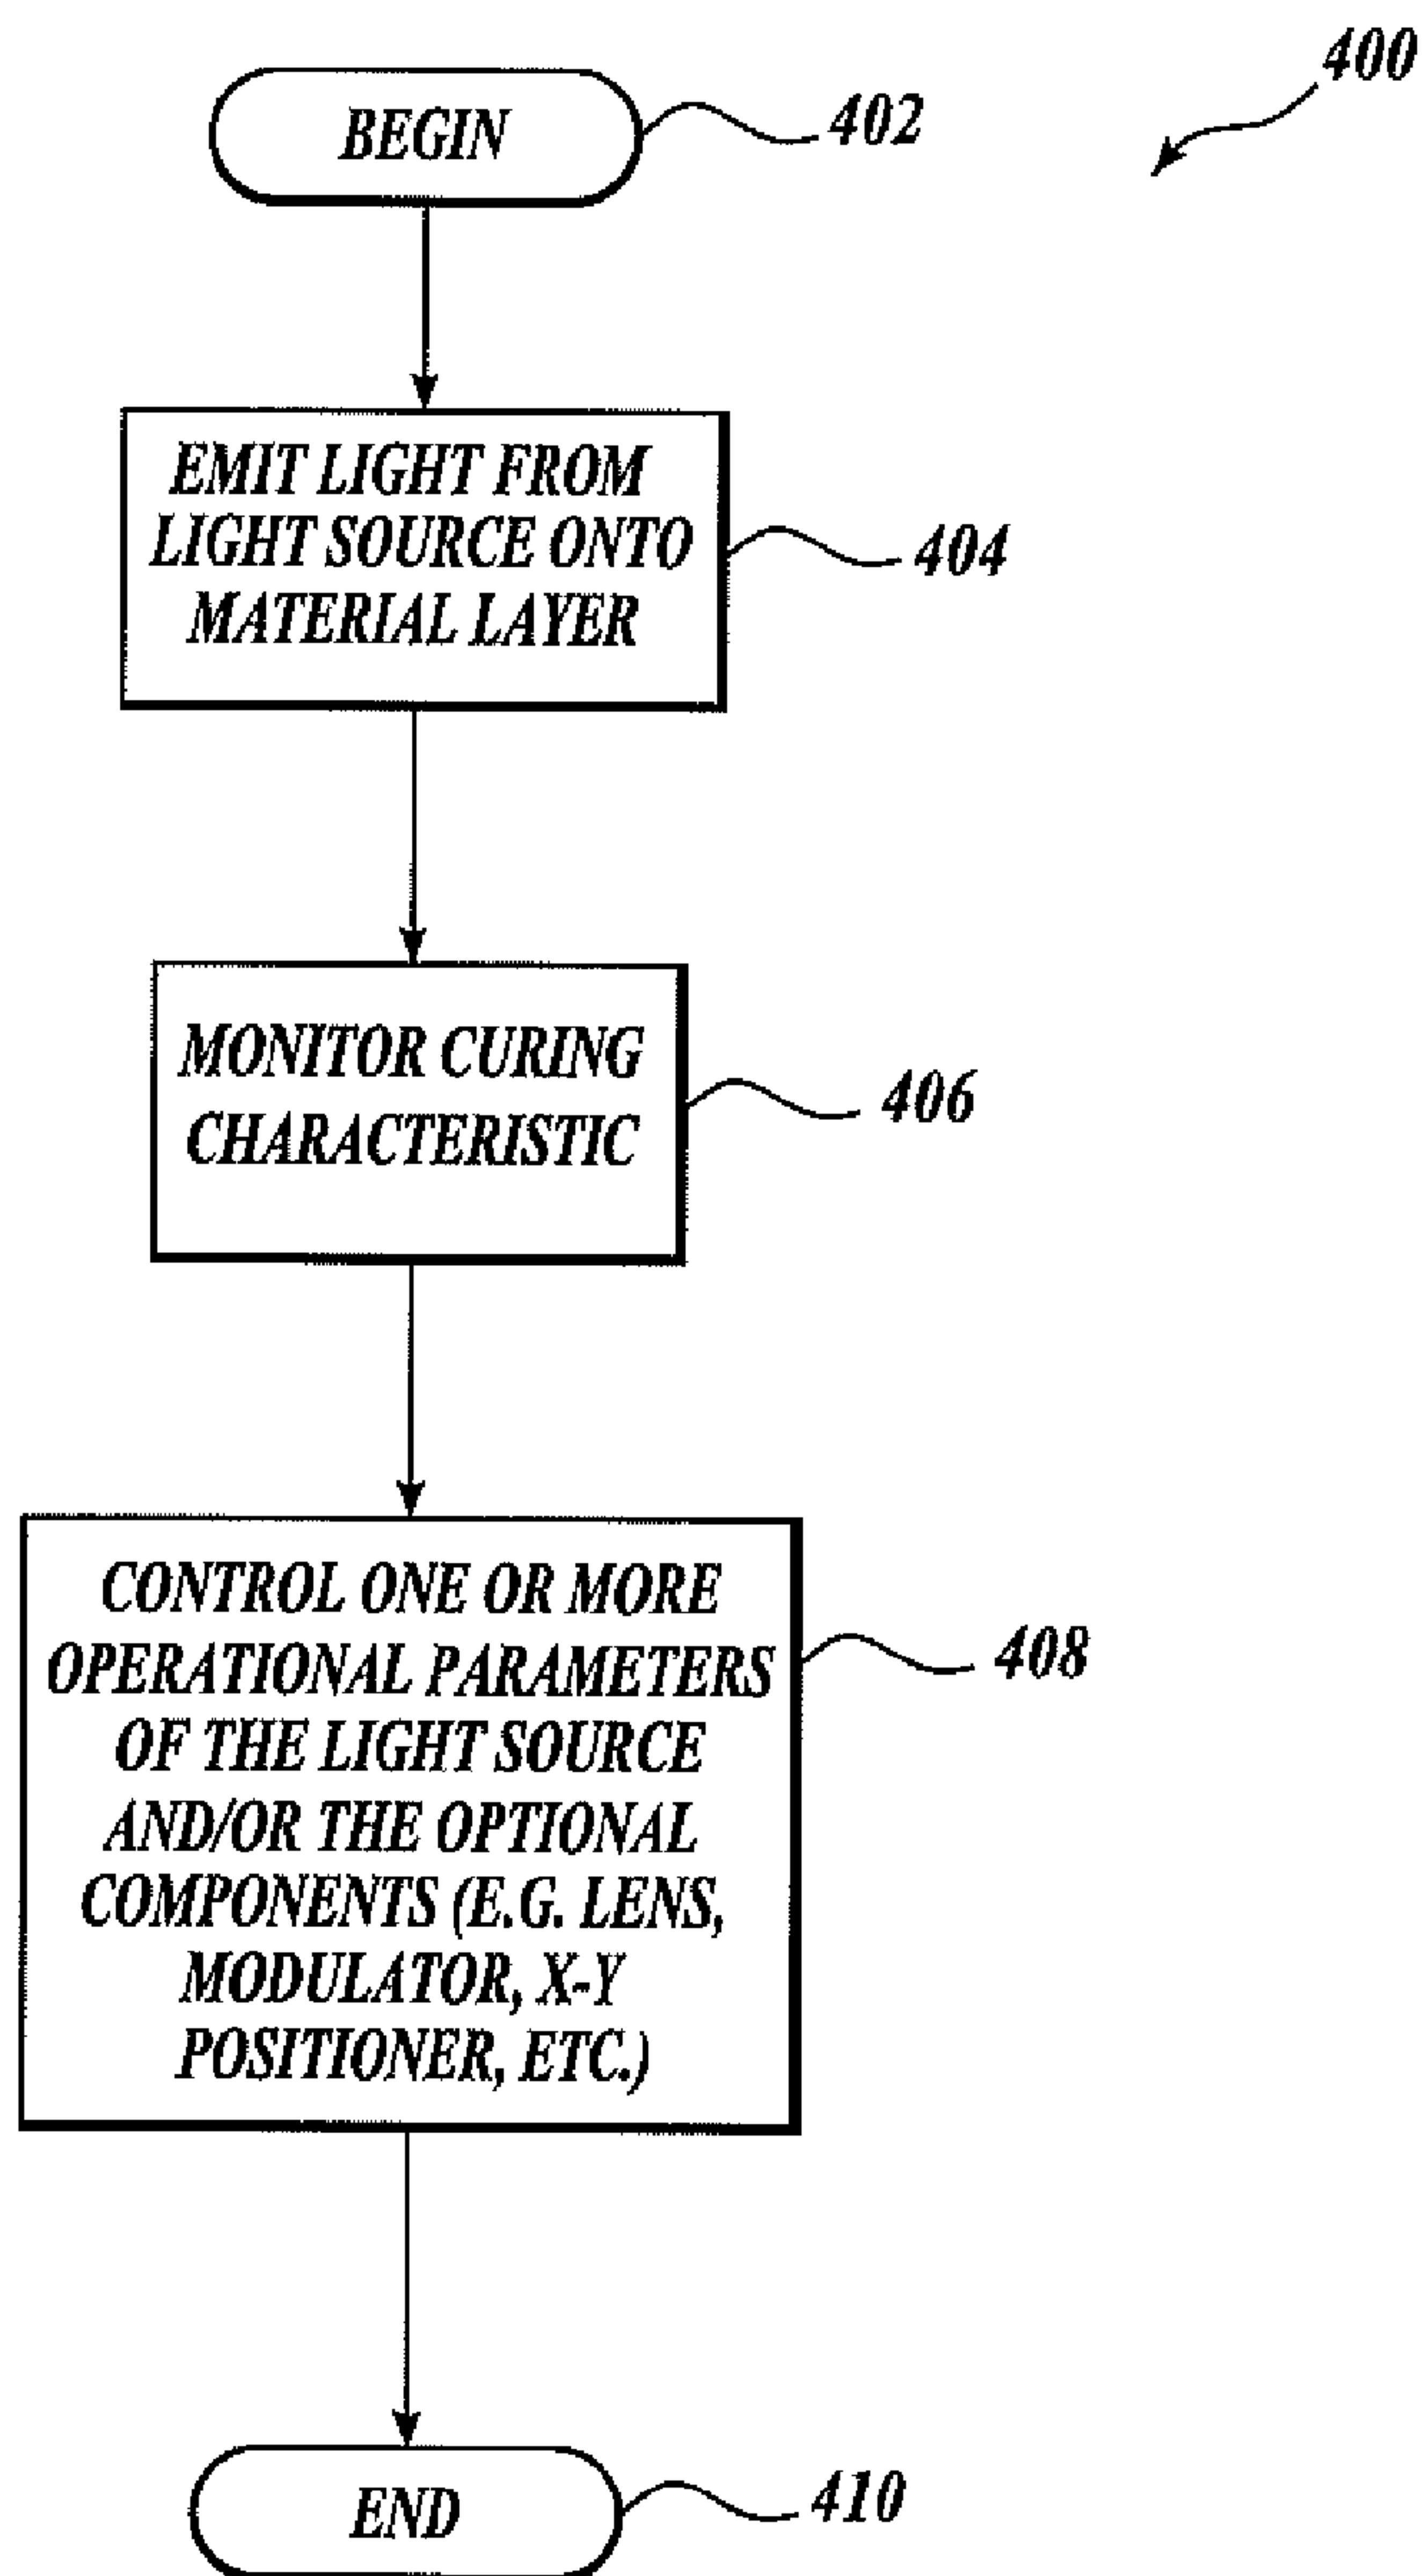 400
BEGIN
402
EMIT LIGHT FROM
LIGHT SOURCE ONTO
MATERIAL LAYER
404
MONITOR CURING
CHARACTERISTIC
406
CONTROL ONE OR MORE
OPERATIONAL PARAMETERS
OF THE LIGHT SOURCE
AND/OR THE OPTIONAL
COMPONENTS (E.G. LENS,
MODULATOR, X-Y
POSITIONER, ETC.)
408
END
410